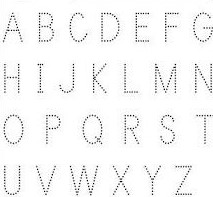 A B C D E F G
H I J K L M N
O P Q R S T
U V W X Y Z